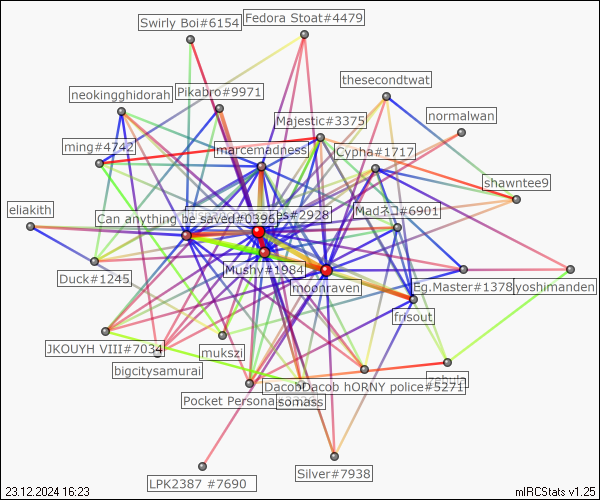 Swirly Boi#6154
Fedora Stoat#4479
thesecondtwat
neokingghidorah
Pikabro#9971
normalwan
Majestic#3375
ming#4742
marcemadness
Cypha#1717
shawntee9
eliakith
Can anything be saved#0396
es#2928
Madネコ#6901
Duck#1245
Mushy#1984
moonraven
Eg.Master#1378
yoshimanden
frisout
JKOUYH VIII#7034
mukszi
bigcitysamurai
DacobDacob hORNY police#5271
Pocket Persona
somass
LPK2387 #7690
Silver#7938
23.12.2024 16:23
mIRCStats v1.25